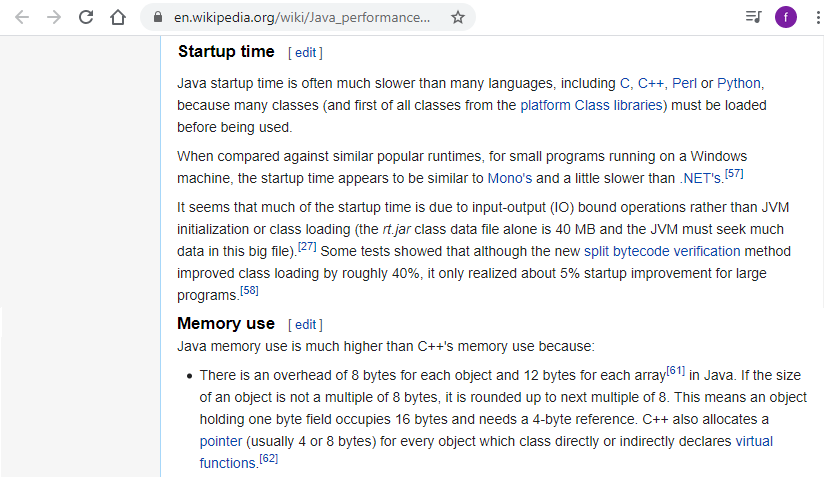 en.wikipedia.org/wiki/Java_performance...
f
Startup time [ edit ]
Java startup time is often much slower than many languages, including C, C++, Perl or Python,
because many classes (and first of all classes from the platform Class libraries) must be loaded
before being used.
When compared against similar popular runtimes, for small programs running on a Windows
machine, the startup time appears to be similar to Mono's and a little slower than .NET's.[57]
It seems that much of the startup time is due to input-output (IO) bound operations rather than JVM
initialization or class loading (the rt.jar class data file alone is 40 MB and the JVM must seek much
data in this big file).[27] Some tests showed that although the new split bytecode verification method
improved class loading by roughly 40%, it only realized about 5% startup improvement for large
programs.[58]
Memory use [ edit ]
Java memory use is much higher than C++'s memory use because:
• There is an overhead of 8 bytes for each object and 12 bytes for each array[61] in Java. If the size
of an object is not a multiple of 8 bytes, it is rounded up to next multiple of 8. This means an object
holding one byte field occupies 16 bytes and needs a 4-byte reference. C++ also allocates a
pointer (usually 4 or 8 bytes) for every object which class directly or indirectly declares virtual
functions.[62]